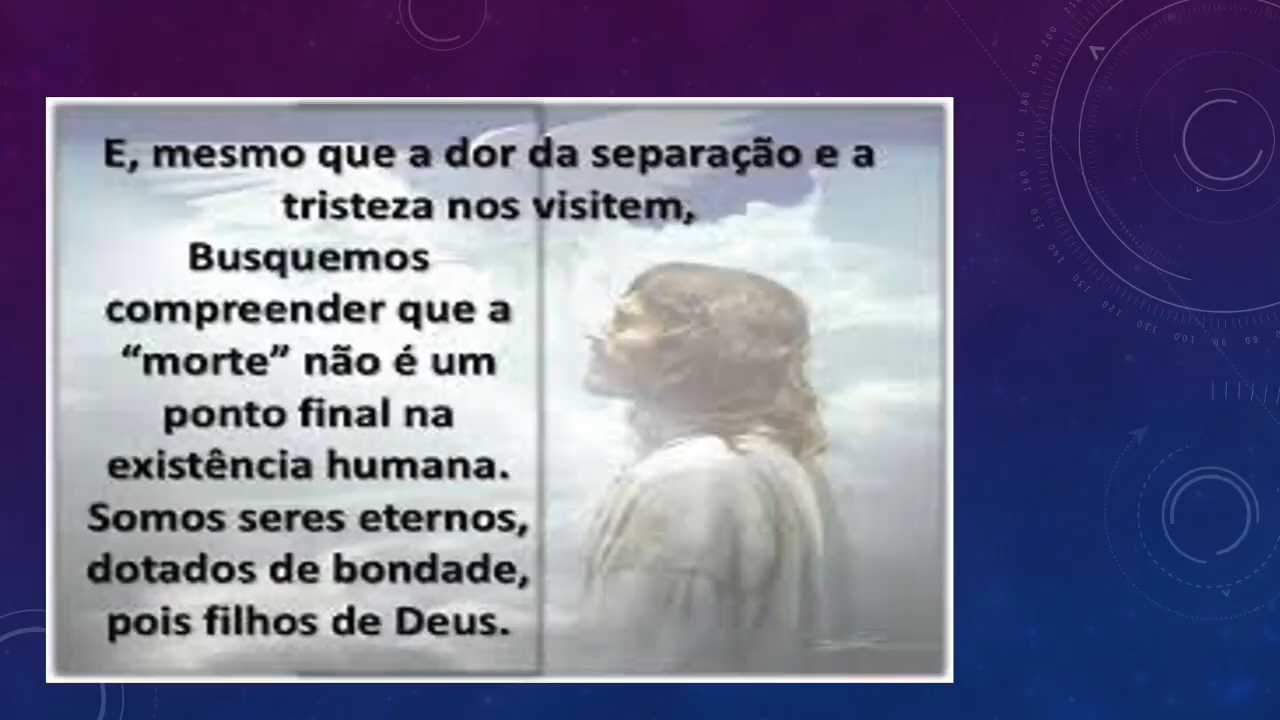 E, mesmo que a dor da separação e a
tristeza nos visitem,
Busquemos
compreender que a
“morte” não é um
ponto final na
existência humana.
Somos seres eternos,
dotados de bondade,
pois filhos de Deus.